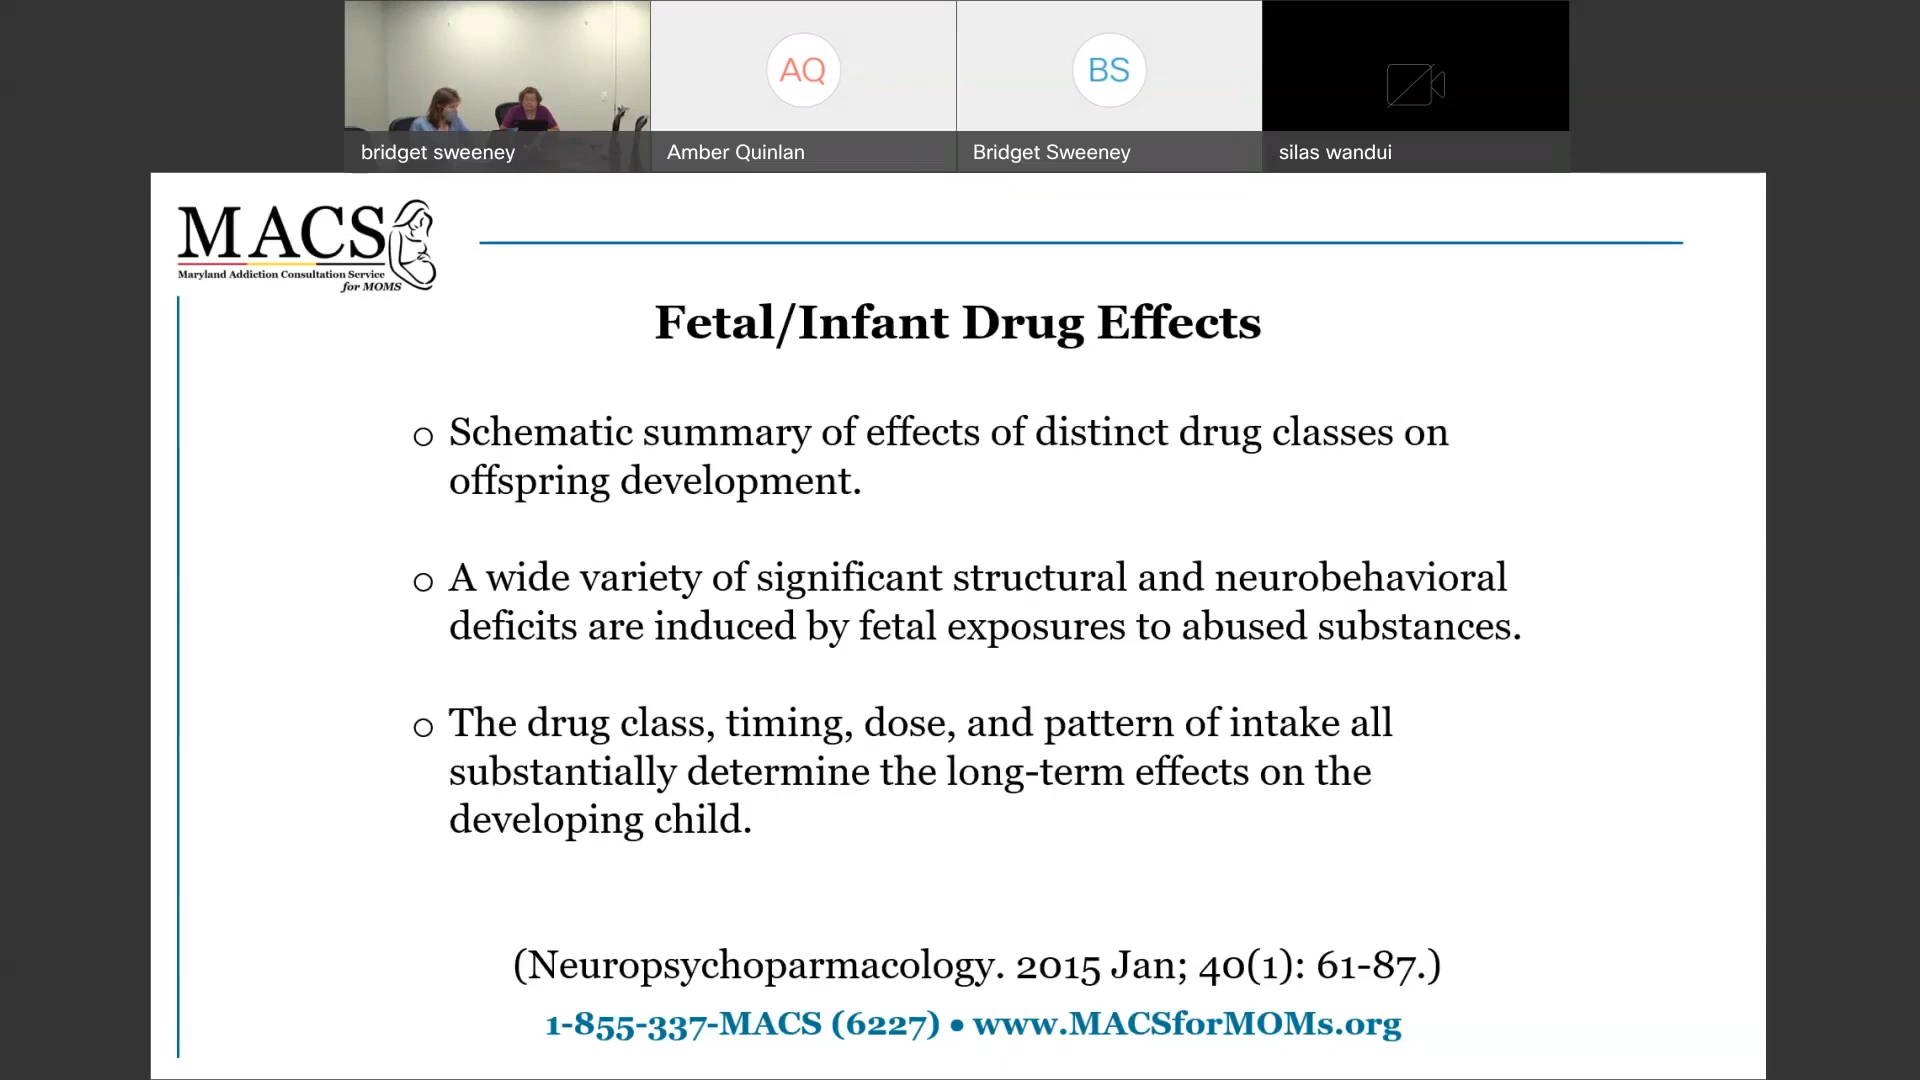 AQ
BS
bridget sweeney
Amber Quinlan
Bridget Sweeney
silas wandui
MACS
Maryland Addiction Consultation Service
for MOMS
Fetal/Infant Drug Effects
o Schematic summary of effects of distinct drug classes on
offspring development.
o A wide variety of significant structural and neurobehavioral
deficits are induced by fetal exposures to abused substances.
o The drug class, timing, dose, and pattern of intake all
substantially determine the long-term effects on the
developing child.
(Neuropsychoparmacology. 2015 Jan; 40(1): 61-87.)
1-855-337-MACS (6227) • www.MACSforMOMs.org